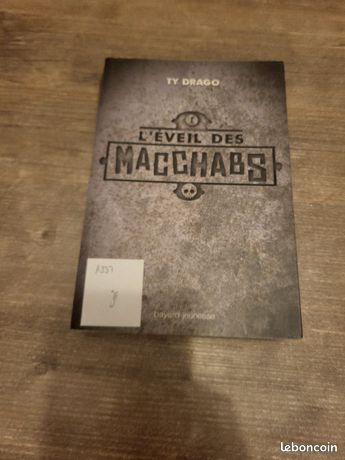 TY DRAGO
L'ÉVEIL DES
MACCHABS
bayard jeunesse
leboncoin